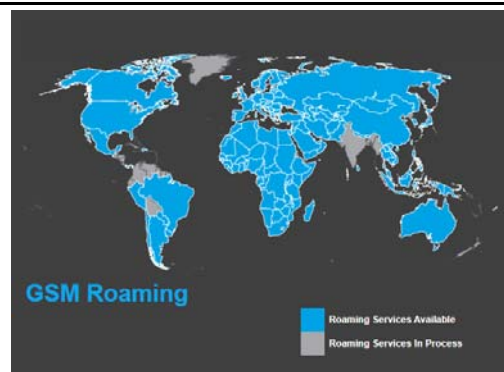 GSM Roaming
Roaming Services Available
Roaming Services In Process